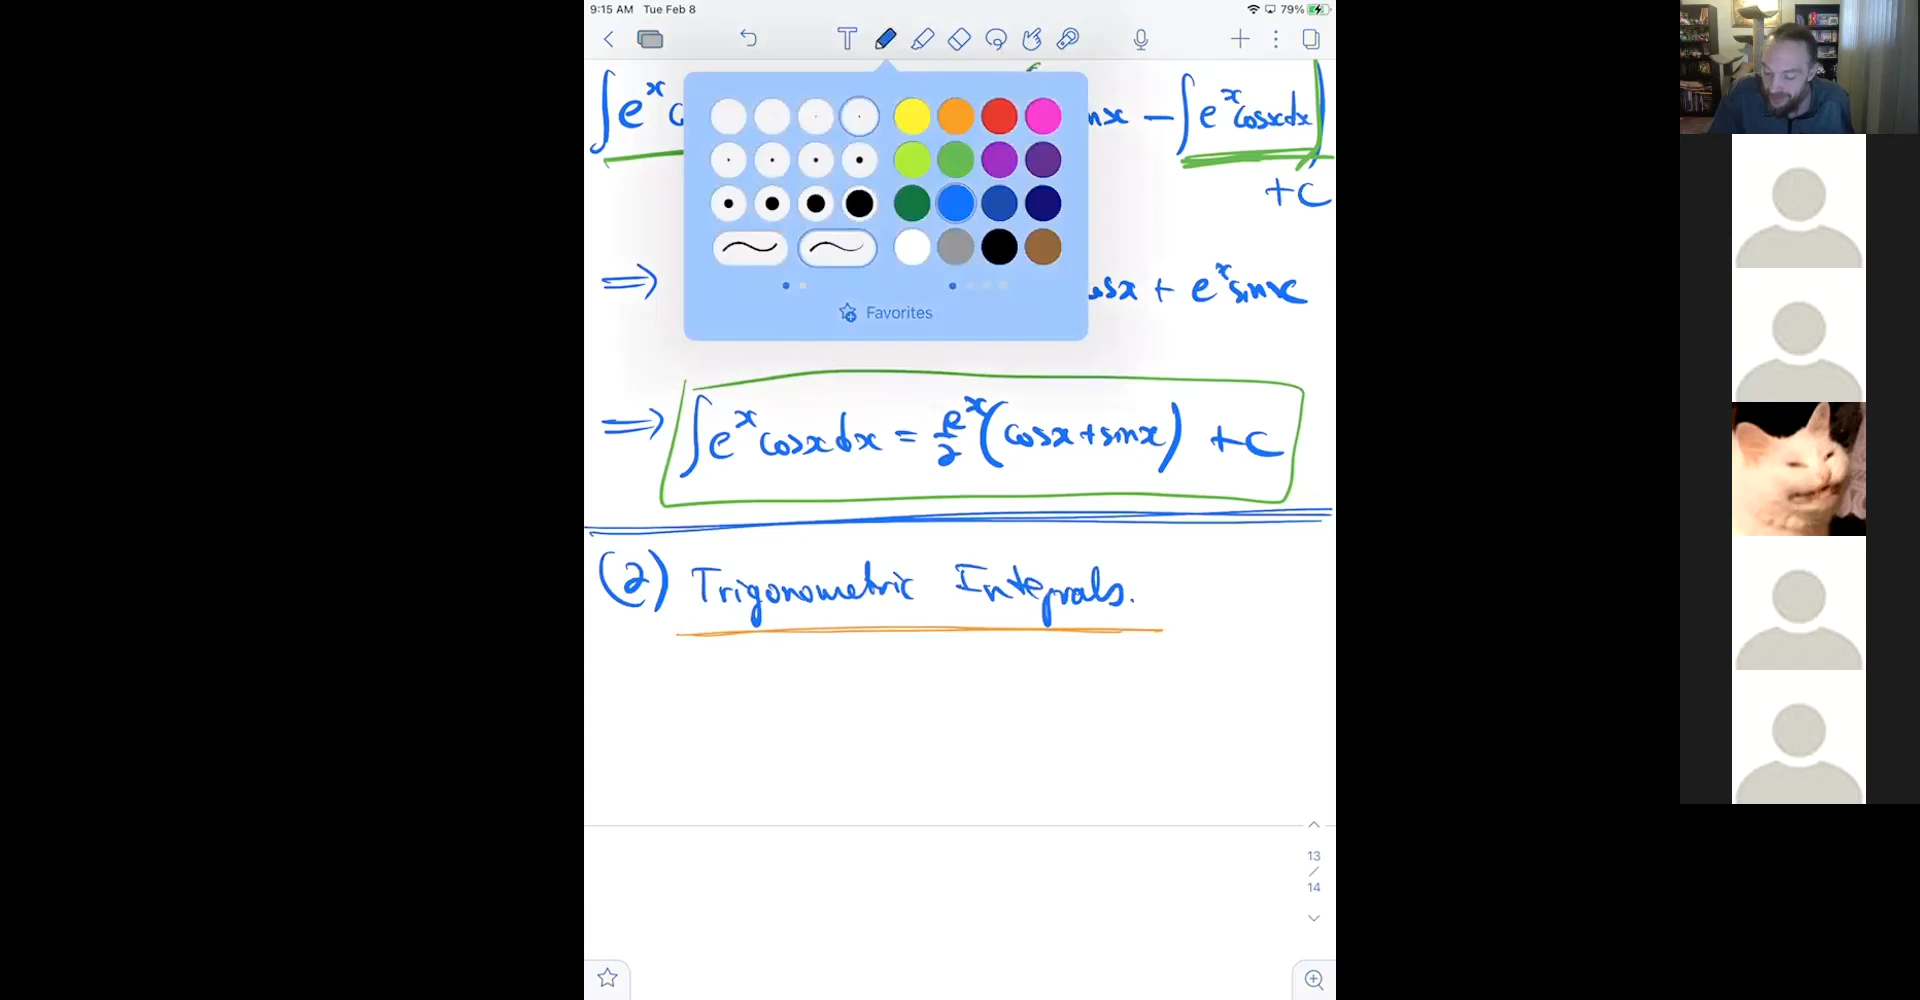 9:15 AM Tue Feb 8
79%
∫e^x nx − ∫e^x cosx dx)
+ C
⟹ osx + e^x sinx
Favorites
⟹ ∫e^x cosx dx = e^x/2 (cosx + sinx) + C
(2) Trigonometric Integrals.
13
/
14